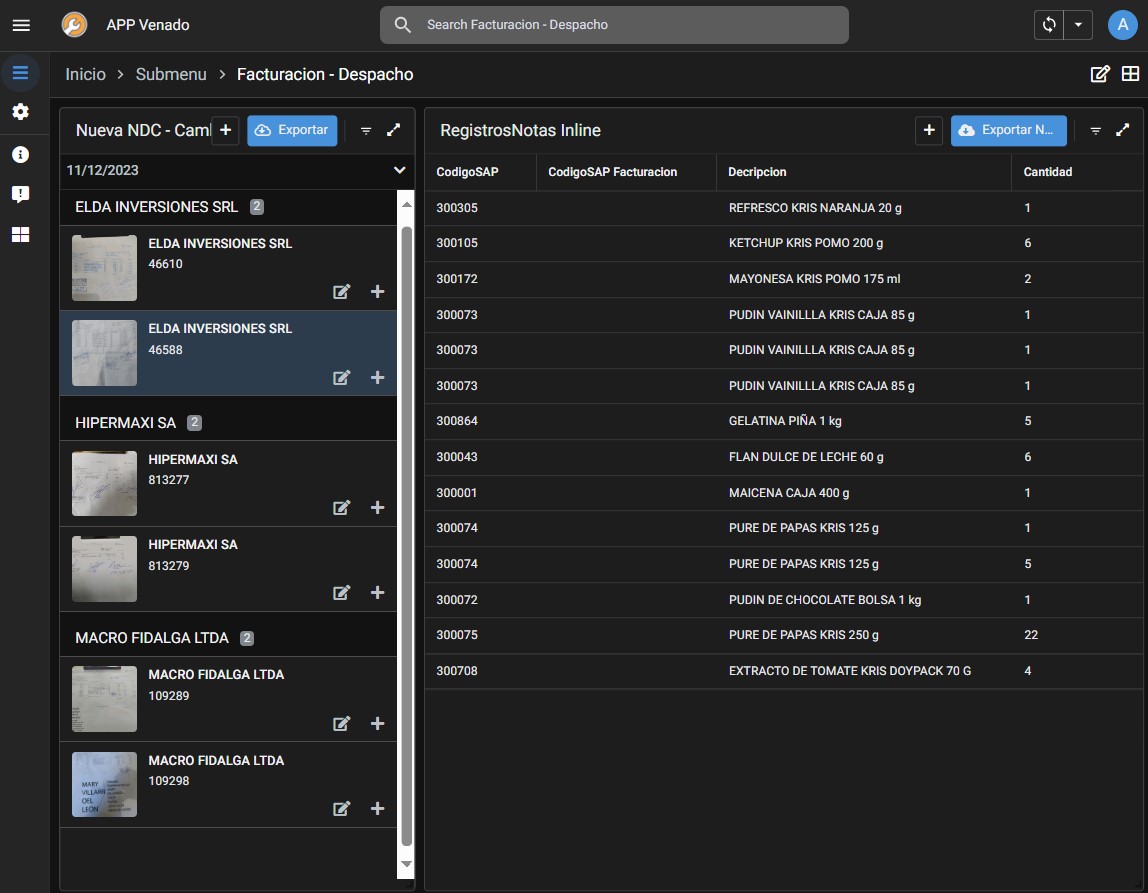 APP Venado
Search Facturacion - Despacho
A
Inicio > Submenu > Facturacion - Despacho
Nueva NDC - Caml
Exportar
11/12/2023
ELDA INVERSIONES SRL 2
ELDA INVERSIONES SRL
46610
ELDA INVERSIONES SRL
46588
HIPERMAXI SA 2
HIPERMAXI SA
813277
HIPERMAXI SA
813279
MACRO FIDALGA LTDA 2
MACRO FIDALGA LTDA
109289
MARY
VILLARR
OEL
LEON
MACRO FIDALGA LTDA
109298
RegistrosNotas Inline
Exportar N...
CodigoSAP CodigoSAP Facturacion Decripcion Cantidad
300305 REFRESCO KRIS NARANJA 20 g 1
300105 KETCHUP KRIS POMO 200 g 6
300172 MAYONESA KRIS POMO 175 ml 2
300073 PUDIN VAINILLLA KRIS CAJA 85 g 1
300073 PUDIN VAINILLLA KRIS CAJA 85 g 1
300073 PUDIN VAINILLLA KRIS CAJA 85 g 1
300864 GELATINA PIÑA 1 kg 5
300043 FLAN DULCE DE LECHE 60 g 6
300001 MAICENA CAJA 400 g 1
300074 PURE DE PAPAS KRIS 125 g 1
300074 PURE DE PAPAS KRIS 125 g 5
300072 PUDIN DE CHOCOLATE BOLSA 1 kg 1
300075 PURE DE PAPAS KRIS 250 g 22
300708 EXTRACTO DE TOMATE KRIS DOYPACK 70 G 4